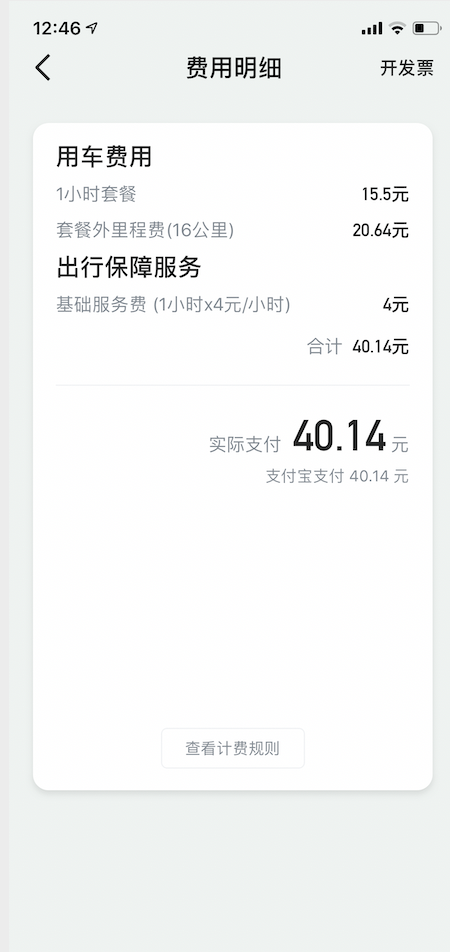 12:46
费用明细
开发票
用车费用
1小时套餐 15.5元
套餐外里程费(16公里) 20.64元
出行保障服务
基础服务费 (1小时x4元/小时) 4元
合计 40.14元
实际支付 40.14 元
支付宝支付 40.14 元
查看计费规则